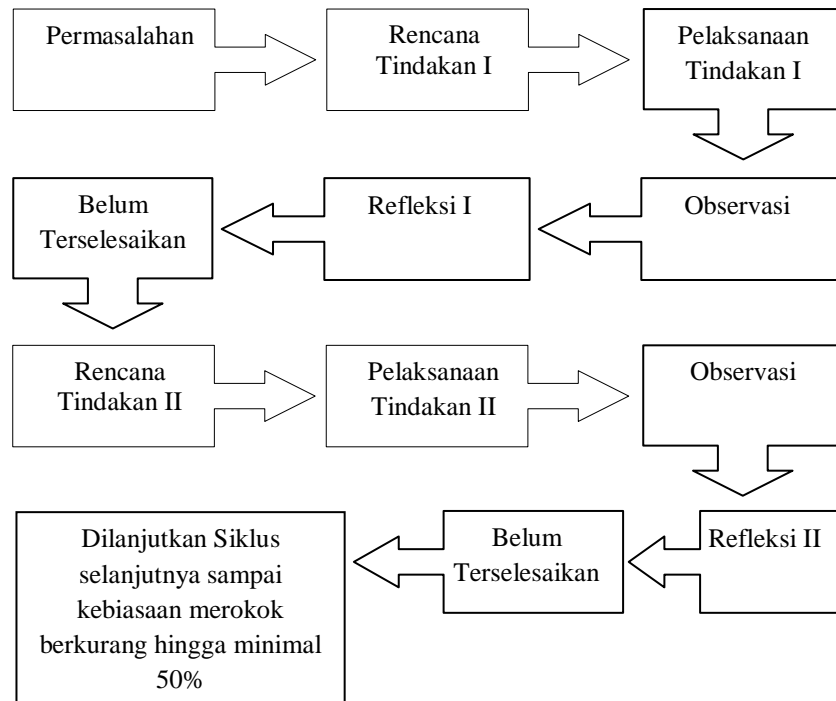 Permasalahan
Rencana
Tindakan I
Pelaksanaan
Tindakan I
Observasi
Refleksi I
Belum
Terselesaikan
Rencana
Tindakan II
Pelaksanaan
Tindakan II
Observasi
Refleksi II
Belum
Terselesaikan
Dilanjutkan Siklus
selanjutnya sampai
kebiasaan merokok
berkurang hingga minimal
50%